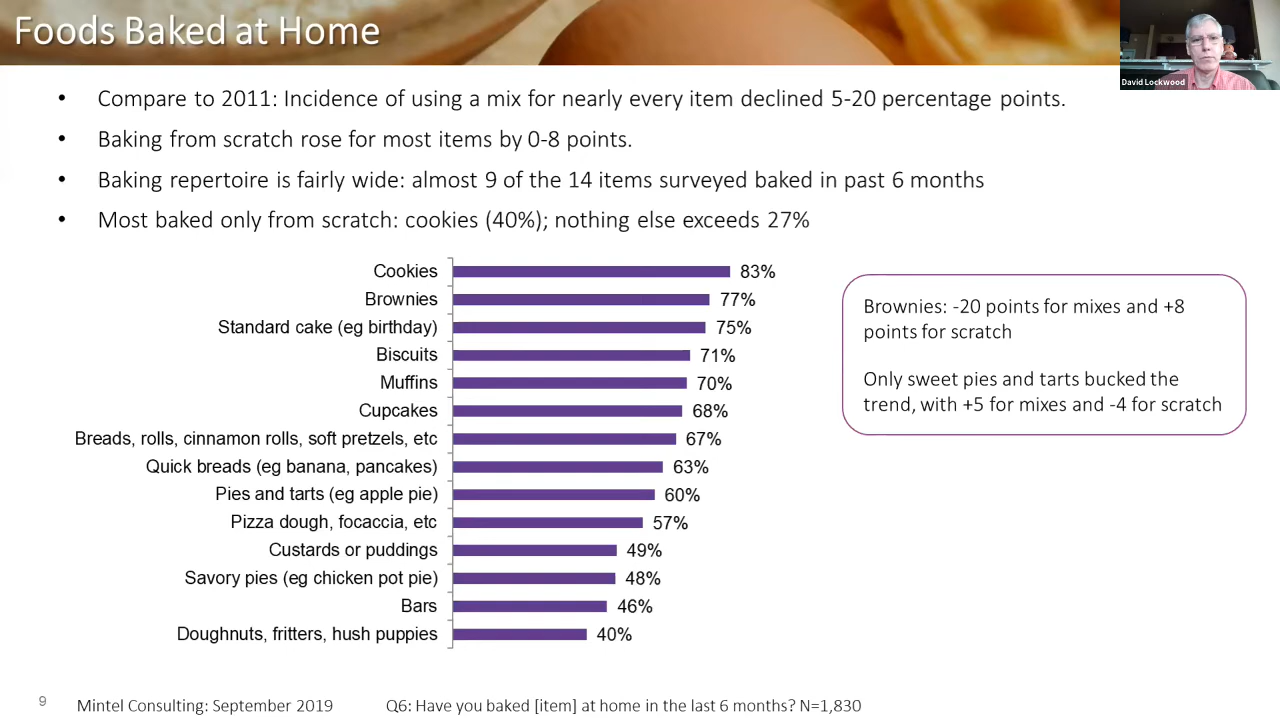 Foods Baked at Home
David Lockwood
• Compare to 2011: Incidence of using a mix for nearly every item declined 5-20 percentage points.
• Baking from scratch rose for most items by 0-8 points.
• Baking repertoire is fairly wide: almost 9 of the 14 items surveyed baked in past 6 months
• Most baked only from scratch: cookies (40%); nothing else exceeds 27%
Cookies 83%
Brownies 77%
Standard cake (eg birthday) 75%
Biscuits 71%
Muffins 70%
Cupcakes 68%
Breads, rolls, cinnamon rolls, soft pretzels, etc 67%
Quick breads (eg banana, pancakes) 63%
Pies and tarts (eg apple pie) 60%
Pizza dough, focaccia, etc 57%
Custards or puddings 49%
Savory pies (eg chicken pot pie) 48%
Bars 46%
Doughnuts, fritters, hush puppies 40%
Brownies: -20 points for mixes and +8
points for scratch
Only sweet pies and tarts bucked the
trend, with +5 for mixes and -4 for scratch
9 Mintel Consulting: September 2019 Q6: Have you baked [item] at home in the last 6 months? N=1,830